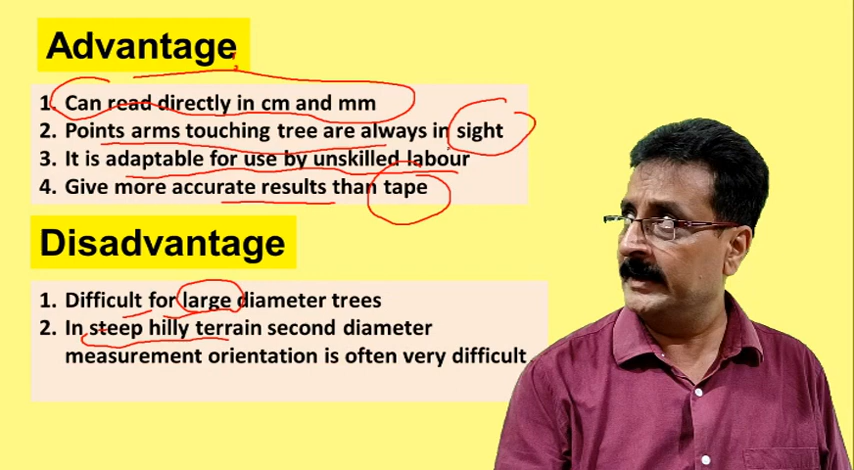 Advantage
1. Can read directly in cm and mm
2. Points arms touching tree are always in sight
3. It is adaptable for use by unskilled labour
4. Give more accurate results than tape
Disadvantage
1. Difficult for large diameter trees
2. In steep hilly terrain second diameter
measurement orientation is often very difficult